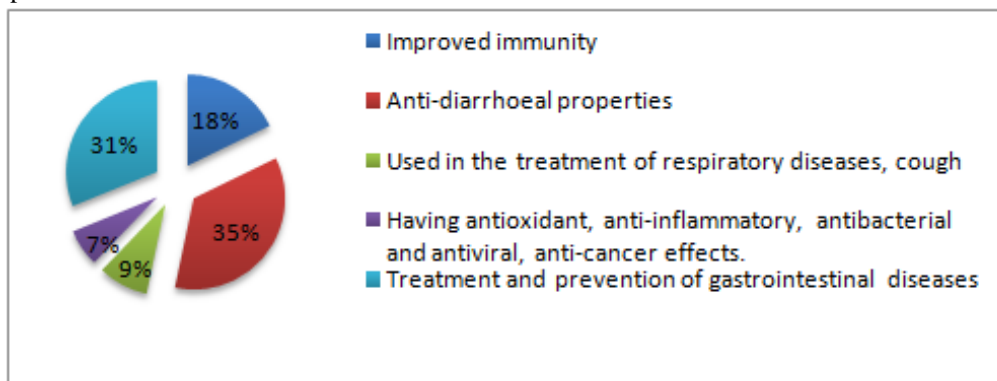 Improved immunity
18%
Anti-diarrhoeal properties
31%
Used in the treatment of respiratory diseases, cough
Having antioxidant, anti-inflammatory, antibacterial
and antiviral, anti-cancer effects.
7%
35%
9%
Treatment and prevention of gastrointestinal diseases